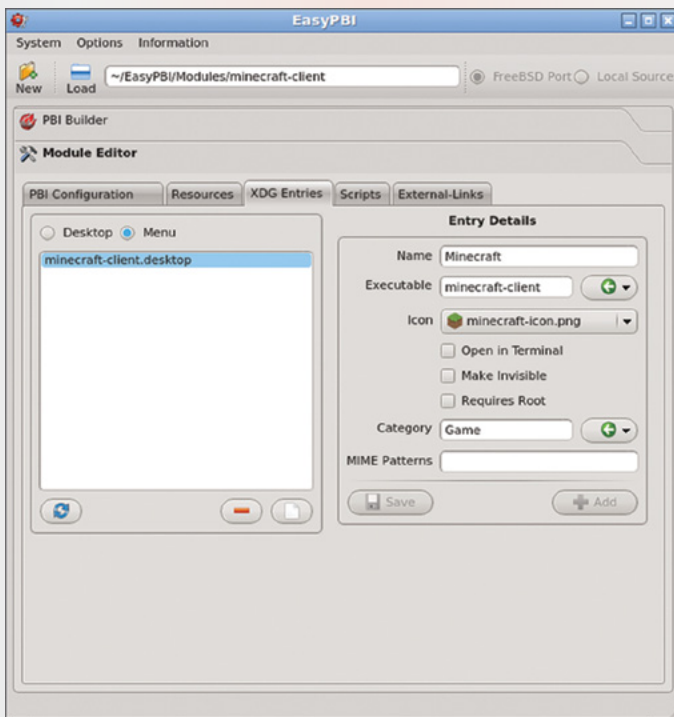 EasyPBI
System Options Information
New Load ~/EasyPBI/Modules/minecraft-client FreeBSD Port Local Source
PBI Builder
Module Editor
PBI Configuration Resources XDG Entries Scripts External-Links
Desktop Menu
minecraft-client.desktop
Entry Details
Name Minecraft
Executable minecraft-client
Icon minecraft-icon.png
Open in Terminal
Make Invisible
Requires Root
Category Game
MIME Patterns
Save Add